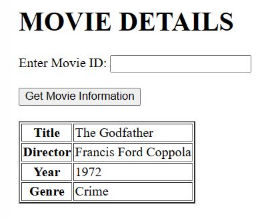 MOVIE DETAILS
Enter Movie ID:
Get Movie Information
Title The Godfather
Director Francis Ford Coppola
Year 1972
Genre Crime